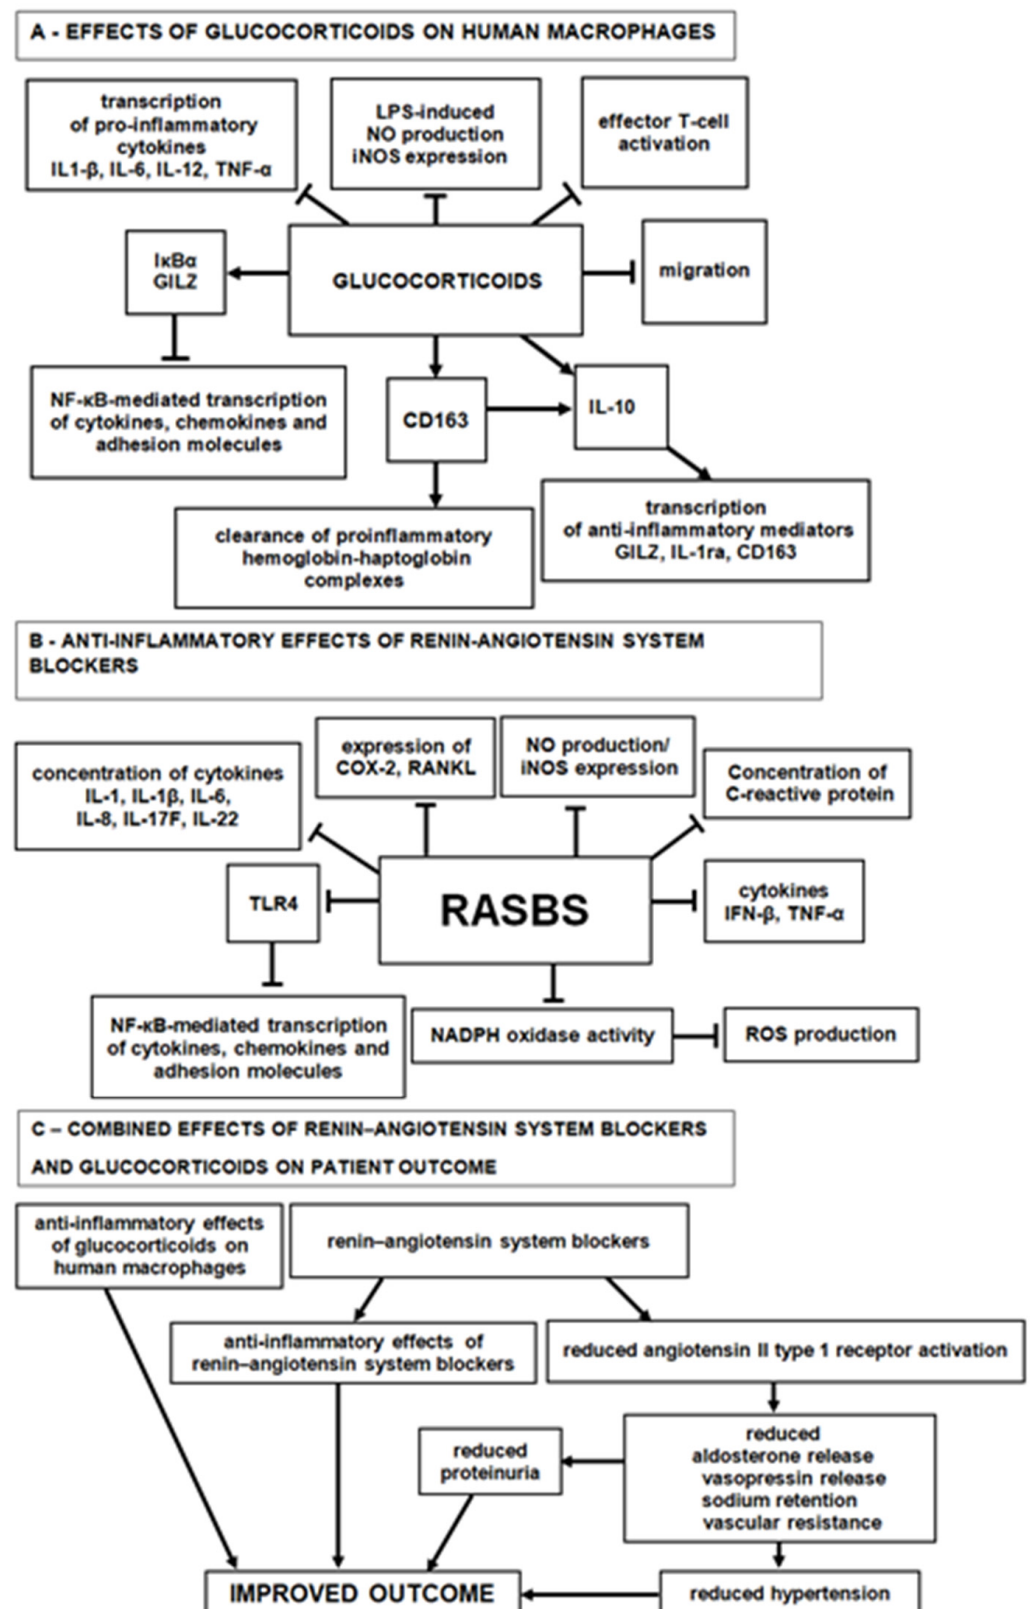 A - EFFECTS OF GLUCOCORTICOIDS ON HUMAN MACROPHAGES
transcription
of pro-inflammatory
cytokines
IL1-β, IL-6, IL-12, TNF-α
LPS-induced
NO production
iNOS expression
effector T-cell
activation
IκBα
GILZ
GLUCOCORTICOIDS
migration
NF-κB-mediated transcription
of cytokines, chemokines and
adhesion molecules
CD163
IL-10
clearance of proinflammatory
hemoglobin-haptoglobin
complexes
transcription
of anti-inflammatory mediators
GILZ, IL-1ra, CD163
B - ANTI-INFLAMMATORY EFFECTS OF RENIN-ANGIOTENSIN SYSTEM
BLOCKERS
concentration of cytokines
IL-1, IL-1β, IL-6,
IL-8, IL-17F, IL-22
expression of
COX-2, RANKL
NO production/
iNOS expression
Concentration of
C-reactive protein
TLR4
RASBS
cytokines
IFN-β, TNF-α
NF-κB-mediated transcription
of cytokines, chemokines and
adhesion molecules
NADPH oxidase activity
ROS production
C – COMBINED EFFECTS OF RENIN–ANGIOTENSIN SYSTEM BLOCKERS
AND GLUCOCORTICOIDS ON PATIENT OUTCOME
anti-inflammatory effects
of glucocorticoids on
human macrophages
renin–angiotensin system blockers
anti-inflammatory effects of
renin–angiotensin system blockers
reduced angiotensin II type 1 receptor activation
reduced
proteinuria
reduced
aldosterone release
vasopressin release
sodium retention
vascular resistance
IMPROVED OUTCOME
reduced hypertension